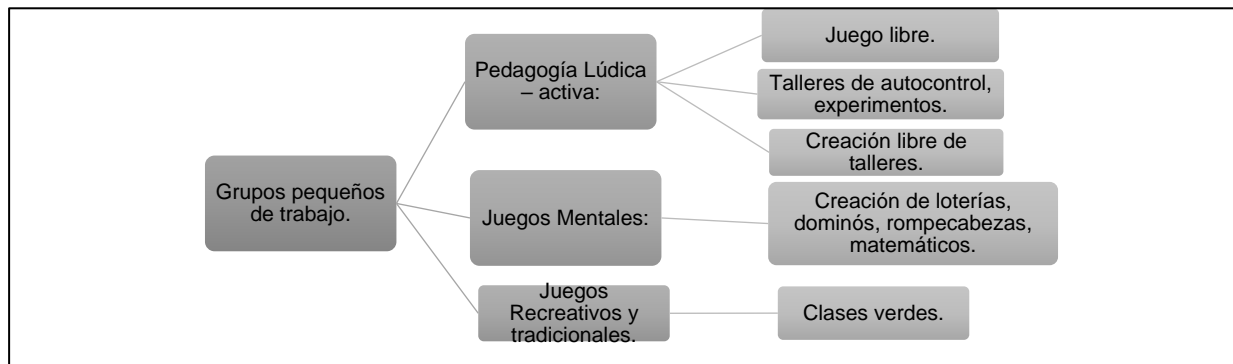 Grupos pequeños
de trabajo.
Pedagogía Lúdica
– activa:
Juego libre.
Talleres de autocontrol,
experimentos.
Creación libre de
talleres.
Juegos Mentales:
Creación de loterías,
dominós, rompecabezas,
matemáticos.
Juegos
Recreativos y
tradicionales.
Clases verdes.